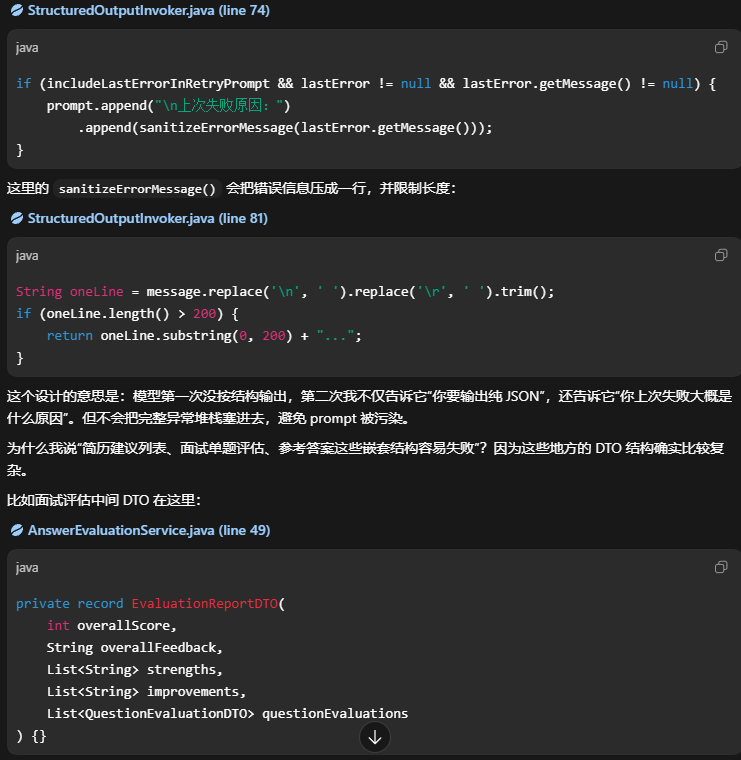 StructuredOutputInvoker.java (line 74)
java
if (includeLastErrorInRetryPrompt && lastError != null && lastError.getMessage() != null) {
    prompt.append("\n上次失败原因：")
        .append(sanitizeErrorMessage(lastError.getMessage()));
}
这里的 sanitizeErrorMessage() 会把错误信息压成一行，并限制长度：
StructuredOutputInvoker.java (line 81)
java
String oneLine = message.replace('\n', ' ').replace('\r', ' ').trim();
if (oneLine.length() > 200) {
    return oneLine.substring(0, 200) + "...";
}
这个设计的意思是：模型第一次没按结构输出，第二次我不仅告诉它“你要输出纯 JSON”，还告诉它“你上次失败大概是
什么原因”。但不会把完整异常堆栈塞进去，避免 prompt 被污染。
为什么我说“简历建议列表、面试单题评估、参考答案这些嵌套结构容易失败”？因为这些地方的 DTO 结构确实比较复
杂。
比如面试评估中间 DTO 在这里：
AnswerEvaluationService.java (line 49)
java
private record EvaluationReportDTO(
    int overallScore,
    String overallFeedback,
    List<String> strengths,
    List<String> improvements,
    List<QuestionEvaluationDTO> questionEvaluations
) {}